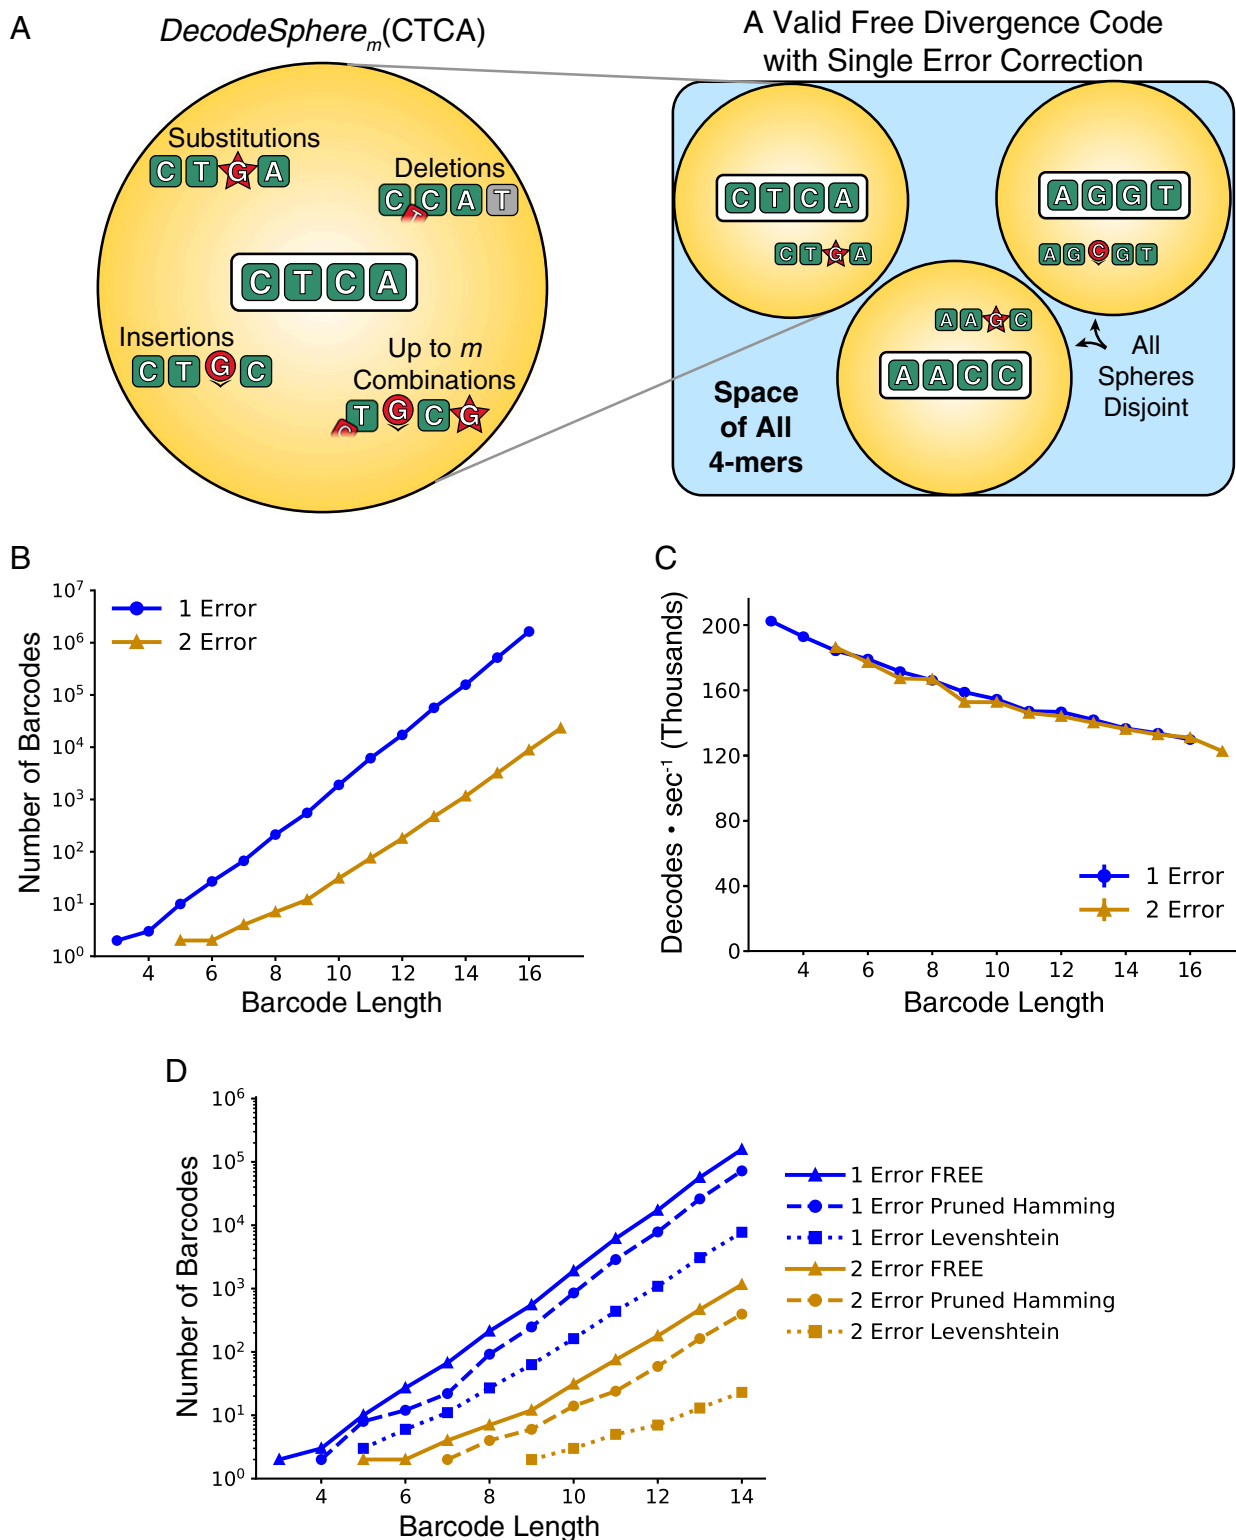 A
DecodeSphere_m(CTCA)
Substitutions
C T G A
Deletions
C T C A T
C T C A
Insertions
C T G C
Up to m
Combinations
C T G C G
A Valid Free Divergence Code
with Single Error Correction
C T C A
C T G A
A G G T
A G C G T
A A G C
A A C C
Space
of All
4-mers
All
Spheres
Disjoint
B
Number of Barcodes
10^7
10^6
10^5
10^4
10^3
10^2
10^1
10^0
1 Error
2 Error
4 6 8 10 12 14 16
Barcode Length
C
Decodes • sec^-1 (Thousands)
200
160
120
80
40
0
1 Error
2 Error
4 6 8 10 12 14 16
Barcode Length
D
Number of Barcodes
10^6
10^5
10^4
10^3
10^2
10^1
10^0
4 6 8 10 12 14
Barcode Length
1 Error FREE
1 Error Pruned Hamming
1 Error Levenshtein
2 Error FREE
2 Error Pruned Hamming
2 Error Levenshtein